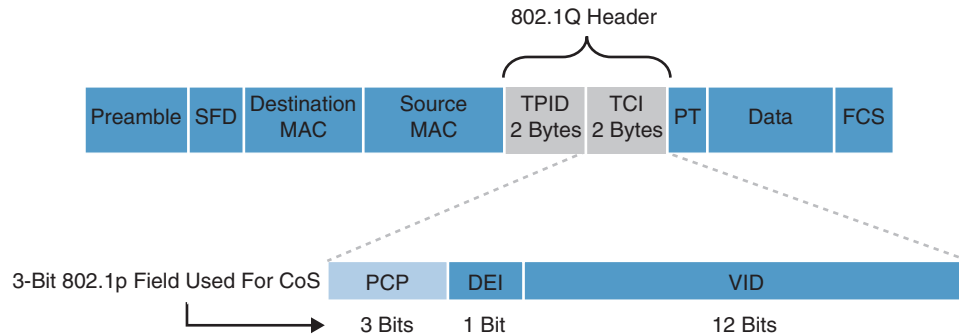 802.1Q Header
Preamble
SFD
Destination
MAC
Source
MAC
TPID
2 Bytes
TCI
2 Bytes
PT
Data
FCS
3-Bit 802.1p Field Used For CoS
PCP
DEI
VID
3 Bits
1 Bit
12 Bits